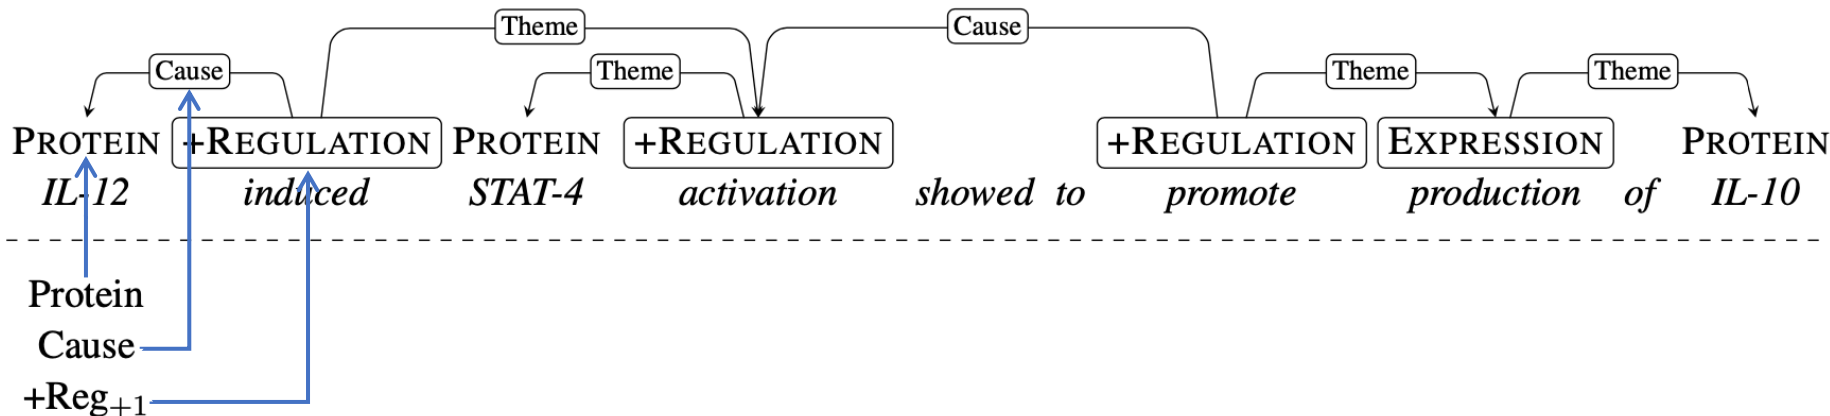 Theme Cause
Cause Theme Theme Theme
PROTEIN +REGULATION PROTEIN +REGULATION +REGULATION EXPRESSION PROTEIN
IL-12 induced STAT-4 activation showed to promote production of IL-10
Protein
Cause
+Reg+1